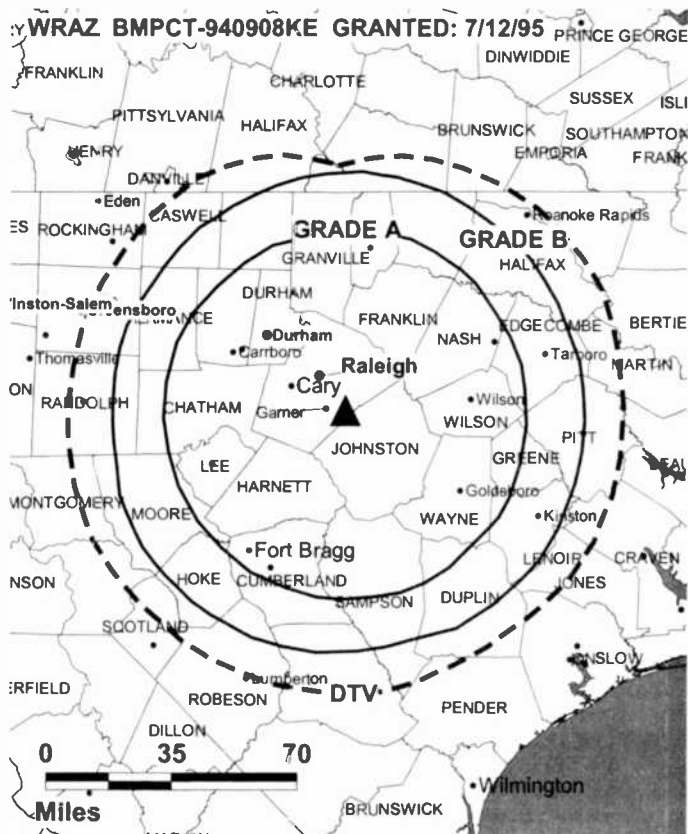 WRAZ BMPCT-940908KE GRANTED: 7/12/95
PRINCE GEORGE
DINWIDDIE
FRANKLIN
CHARLOTTE
SUSSEX
PITTSYLVANIA
HALIFAX
BRUNSWICK
SOUTHAMPTON
EMPORIA
HENRY
DANVILLE
Eden
CASWELL
Roanoke Rapids
ROCKINGHAM
GRADE A
GRADE B
GRANVILLE
HALIFAX
DURHAM
Greensboro
FRANKLIN
NASH
EDGECOMBE
BERTIE
Durham
Thomasville
Carrboro
Tarboro
MARTIN
Raleigh
Cary
RANDOLPH
CHATHAM
Garner
Wilson
WILSON
PITT
JOHNSTON
GREENE
LEE
HARNETT
Goldsboro
MONTGOMERY
MOORE
WAYNE
Kinston
Fort Bragg
LENOIR
CRAVEN
HOKE
CUMBERLAND
JONES
SAMPSON
DUPLIN
SCOTLAND
ONSLOW
Lumberton
DTV
ERFIELD
ROBESON
PENDER
DILLON
0 35 70
Miles
Wilmington
BRUNSWICK